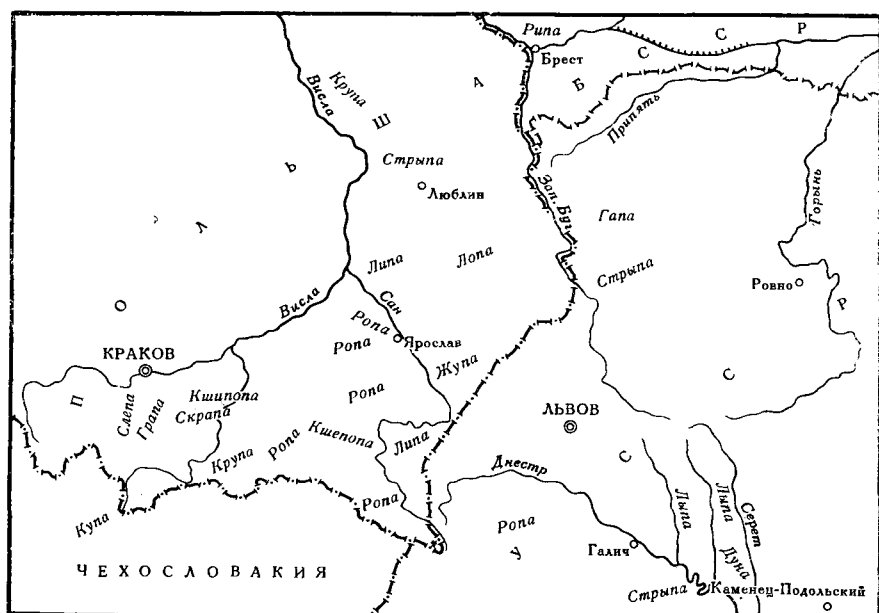 Рипа
Брест
Б С С Р
Висла
Крупа
Припять
Стрыпа
Люблин
Зап. Буг
Гапа
Горынь
Липа
Лопа
Стрыпа
Ровно
Висла
Сан
Ропа
Ярослав
Ропа
Жупа
КРАКОВ
Слепа
Грапа
Кшипопа
Скрапа
Ропа
ЛЬВОВ
Кшепопа
Липа
Крупа
Ропа
Днестр
Лыпа
Лыпа
Серет
Ропа
Купа
Ропа
Галич
Дупа
ЧЕХОСЛОВАКИЯ
Стрыпа
Каменец-Подольский
П О Л Ь Ш А
У С С Р